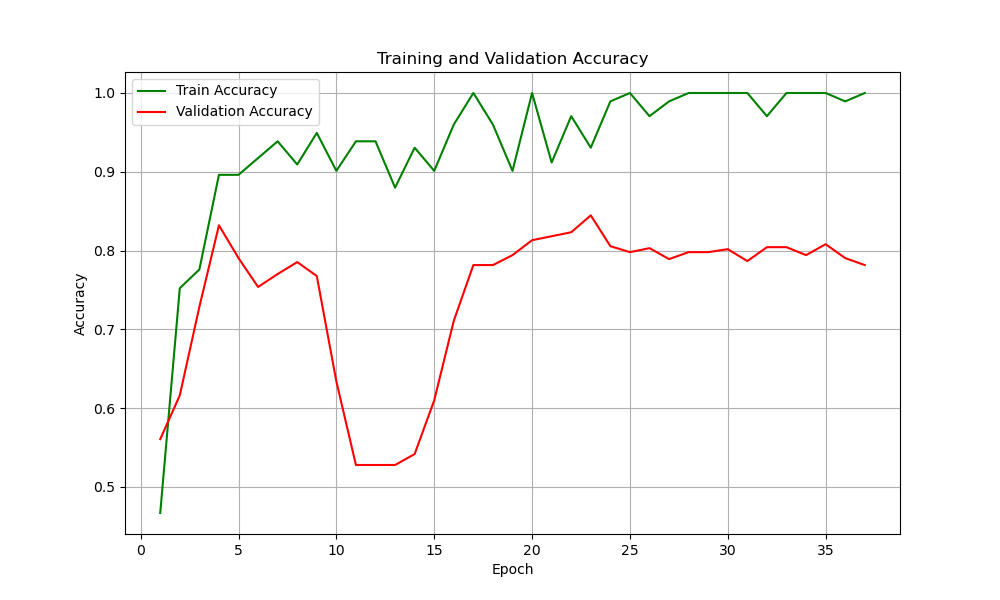 Training and Validation Accuracy
Train Accuracy
Validation Accuracy
Accuracy
1.0
0.9
0.8
0.7
0.6
0.5
0 5 10 15 20 25 30 35
Epoch